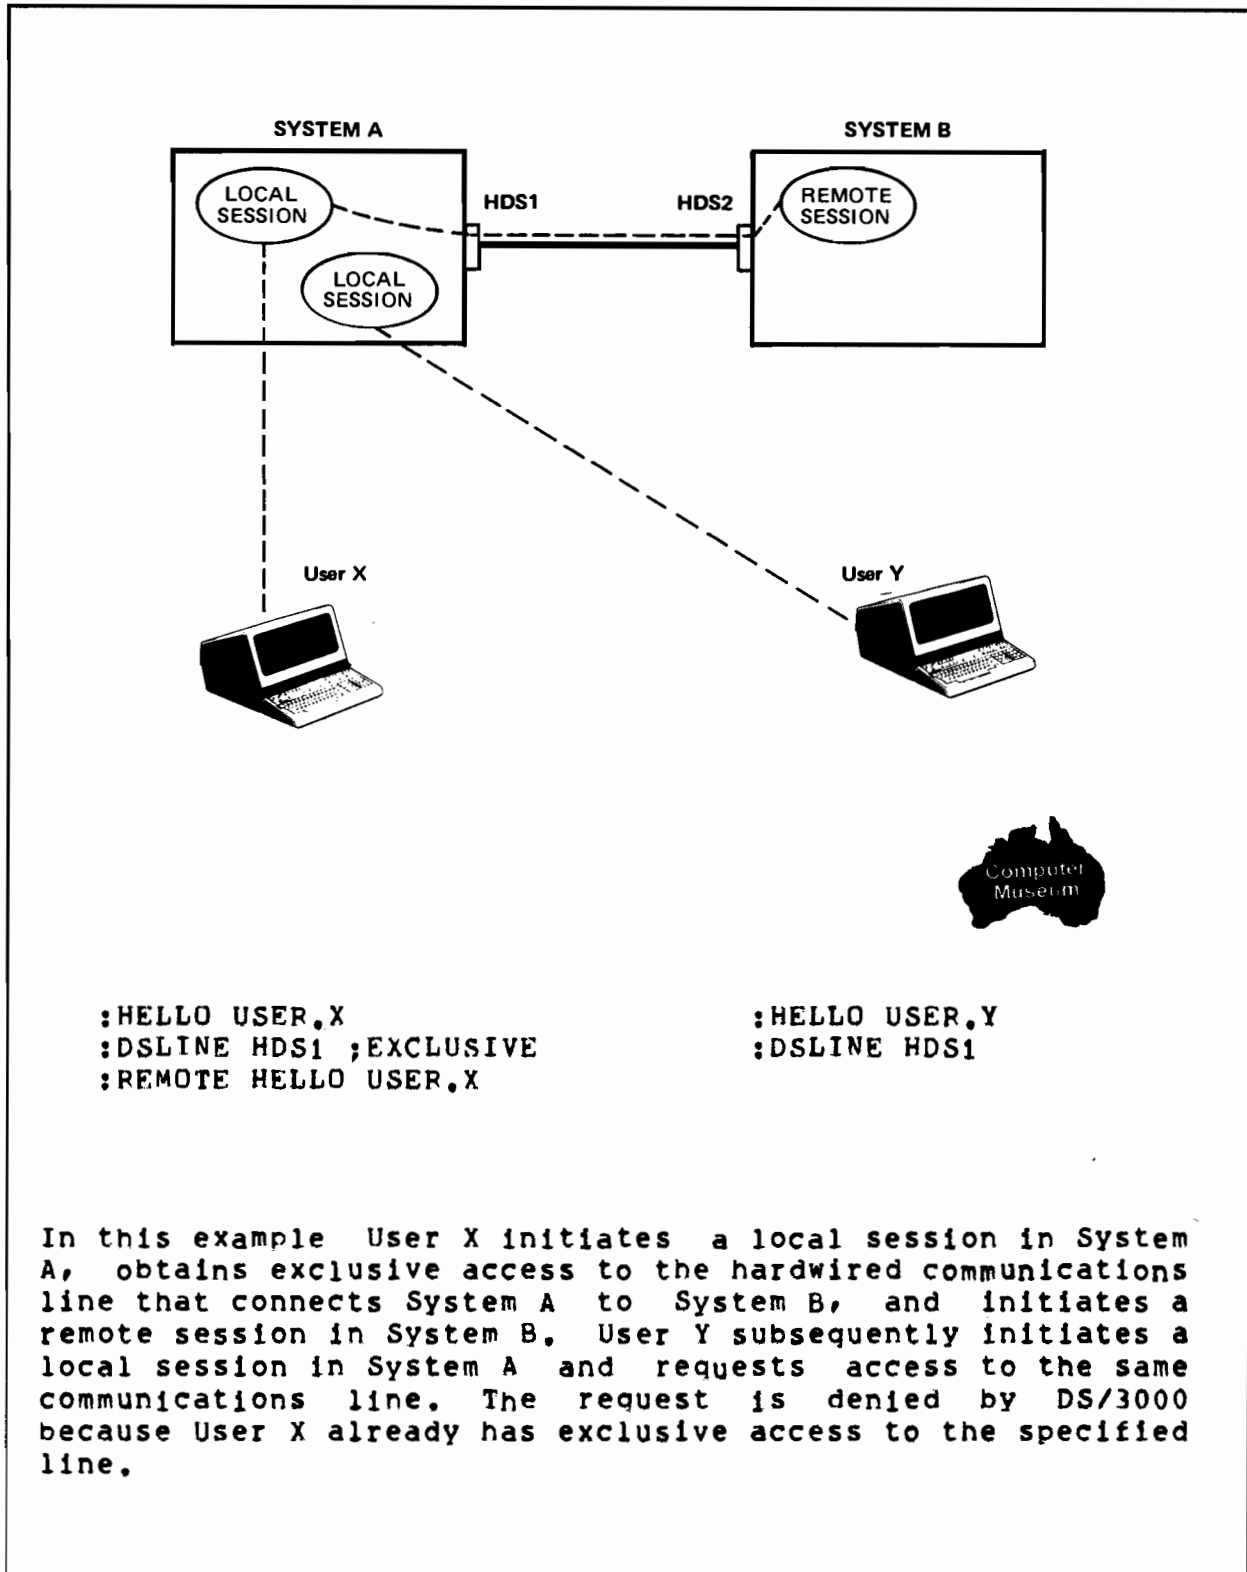 SYSTEM A
SYSTEM B
LOCAL
SESSION
HDS1
HDS2
REMOTE
SESSION
LOCAL
SESSION
User X
User Y
Computer
Museum
:HELLO USER.X
:DSLINE HDS1 ;EXCLUSIVE
:REMOTE HELLO USER.X
:HELLO USER.Y
:DSLINE HDS1
In this example User X initiates a local session in System
A, obtains exclusive access to the hardwired communications
line that connects System A to System B, and initiates a
remote session in System B. User Y subsequently initiates a
local session in System A and requests access to the same
communications line. The request is denied by DS/3000
because User X already has exclusive access to the specified
line.